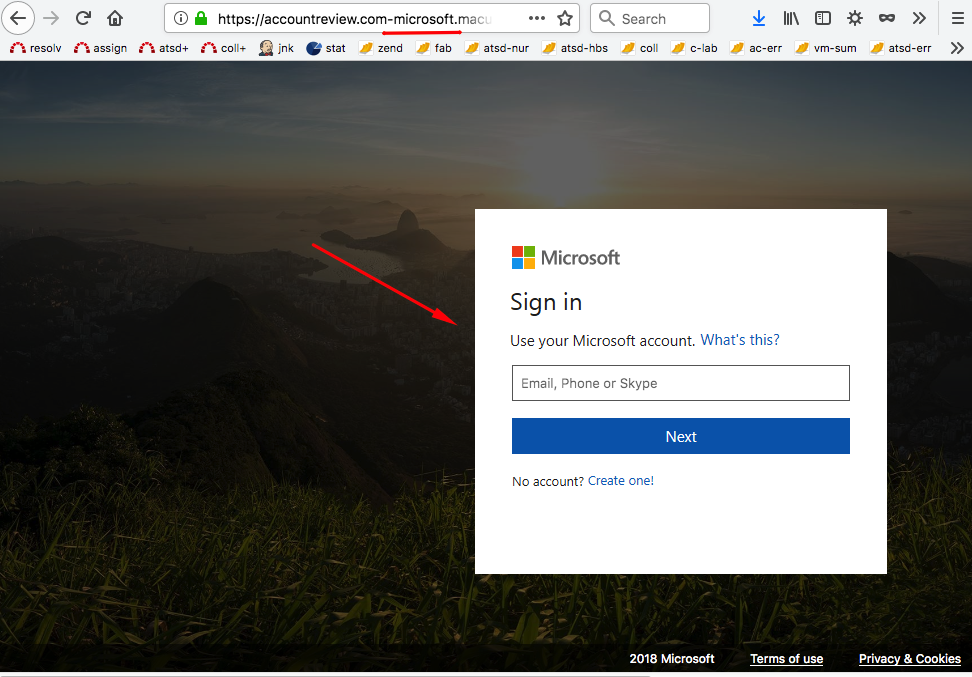 https://accountreview.com-microsoft.macu
Search
resolv assign atsd+ coll+ jnk stat zend fab atsd-nur atsd-hbs coll c-lab ac-err vm-sum atsd-err
Microsoft
Sign in
Use your Microsoft account. What's this?
Email, Phone or Skype
Next
No account? Create one!
2018 Microsoft Terms of use Privacy & Cookies